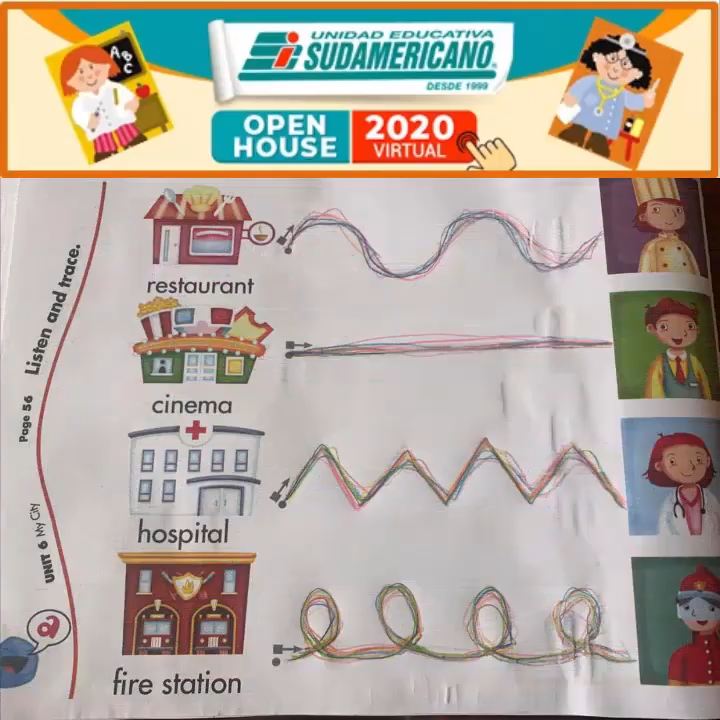 UNIDAD EDUCATIVA
SUDAMERICANO
DESDE 1999
A B
C
OPEN
HOUSE
2020
VIRTUAL
Listen and trace.
Page 56
UNIT 6 My City
a
restaurant
cinema
hospital
fire station